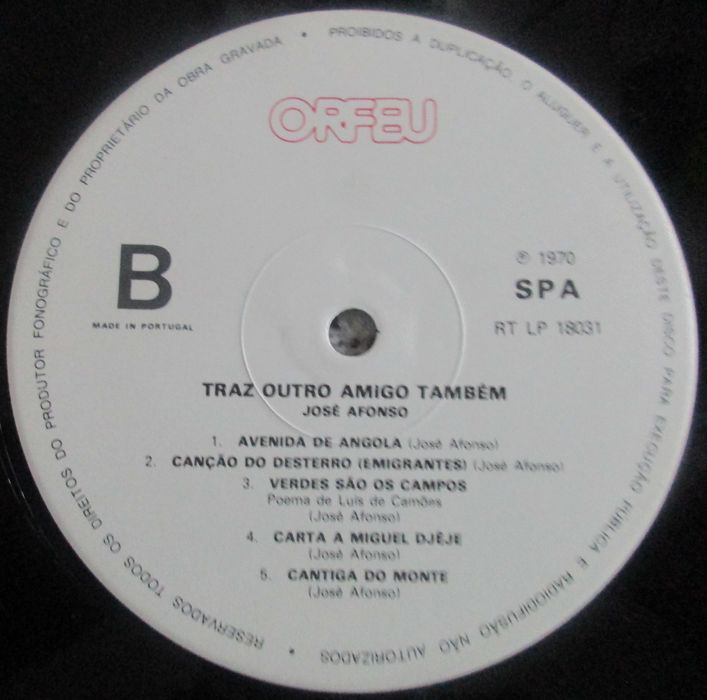 RESERVADOS TODOS OS DIREITOS DO PRODUTOR FONOGRÁFICO E DO PROPRIETÁRIO DA OBRA GRAVADA • PROIBIDOS A DUPLICAÇÃO, O ALUGUER E A UTILIZAÇÃO DESTE DISCO PARA EXECUÇÃO PÚBLICA E RADIODIFUSÃO NÃO AUTORIZADOS •
ORFEU
B
MADE IN PORTUGAL
℗ 1970
SPA
RT LP 18031
TRAZ OUTRO AMIGO TAMBÉM
JOSÉ AFONSO
1. AVENIDA DE ANGOLA (José Afonso)
2. CANÇÃO DO DESTERRO (EMIGRANTES) (José Afonso)
3. VERDES SÃO OS CAMPOS
Poema de Luís de Camões
(José Afonso)
4. CARTA A MIGUEL DJÉJE
(José Afonso)
5. CANTIGA DO MONTE
(José Afonso)